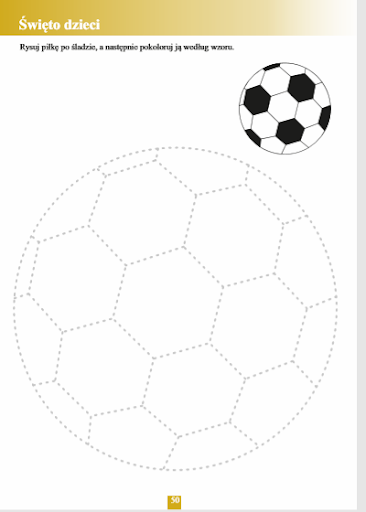 Święto dzieci
Rysuj piłkę po śladzie, a następnie pokoloruj ją według wzoru.
50